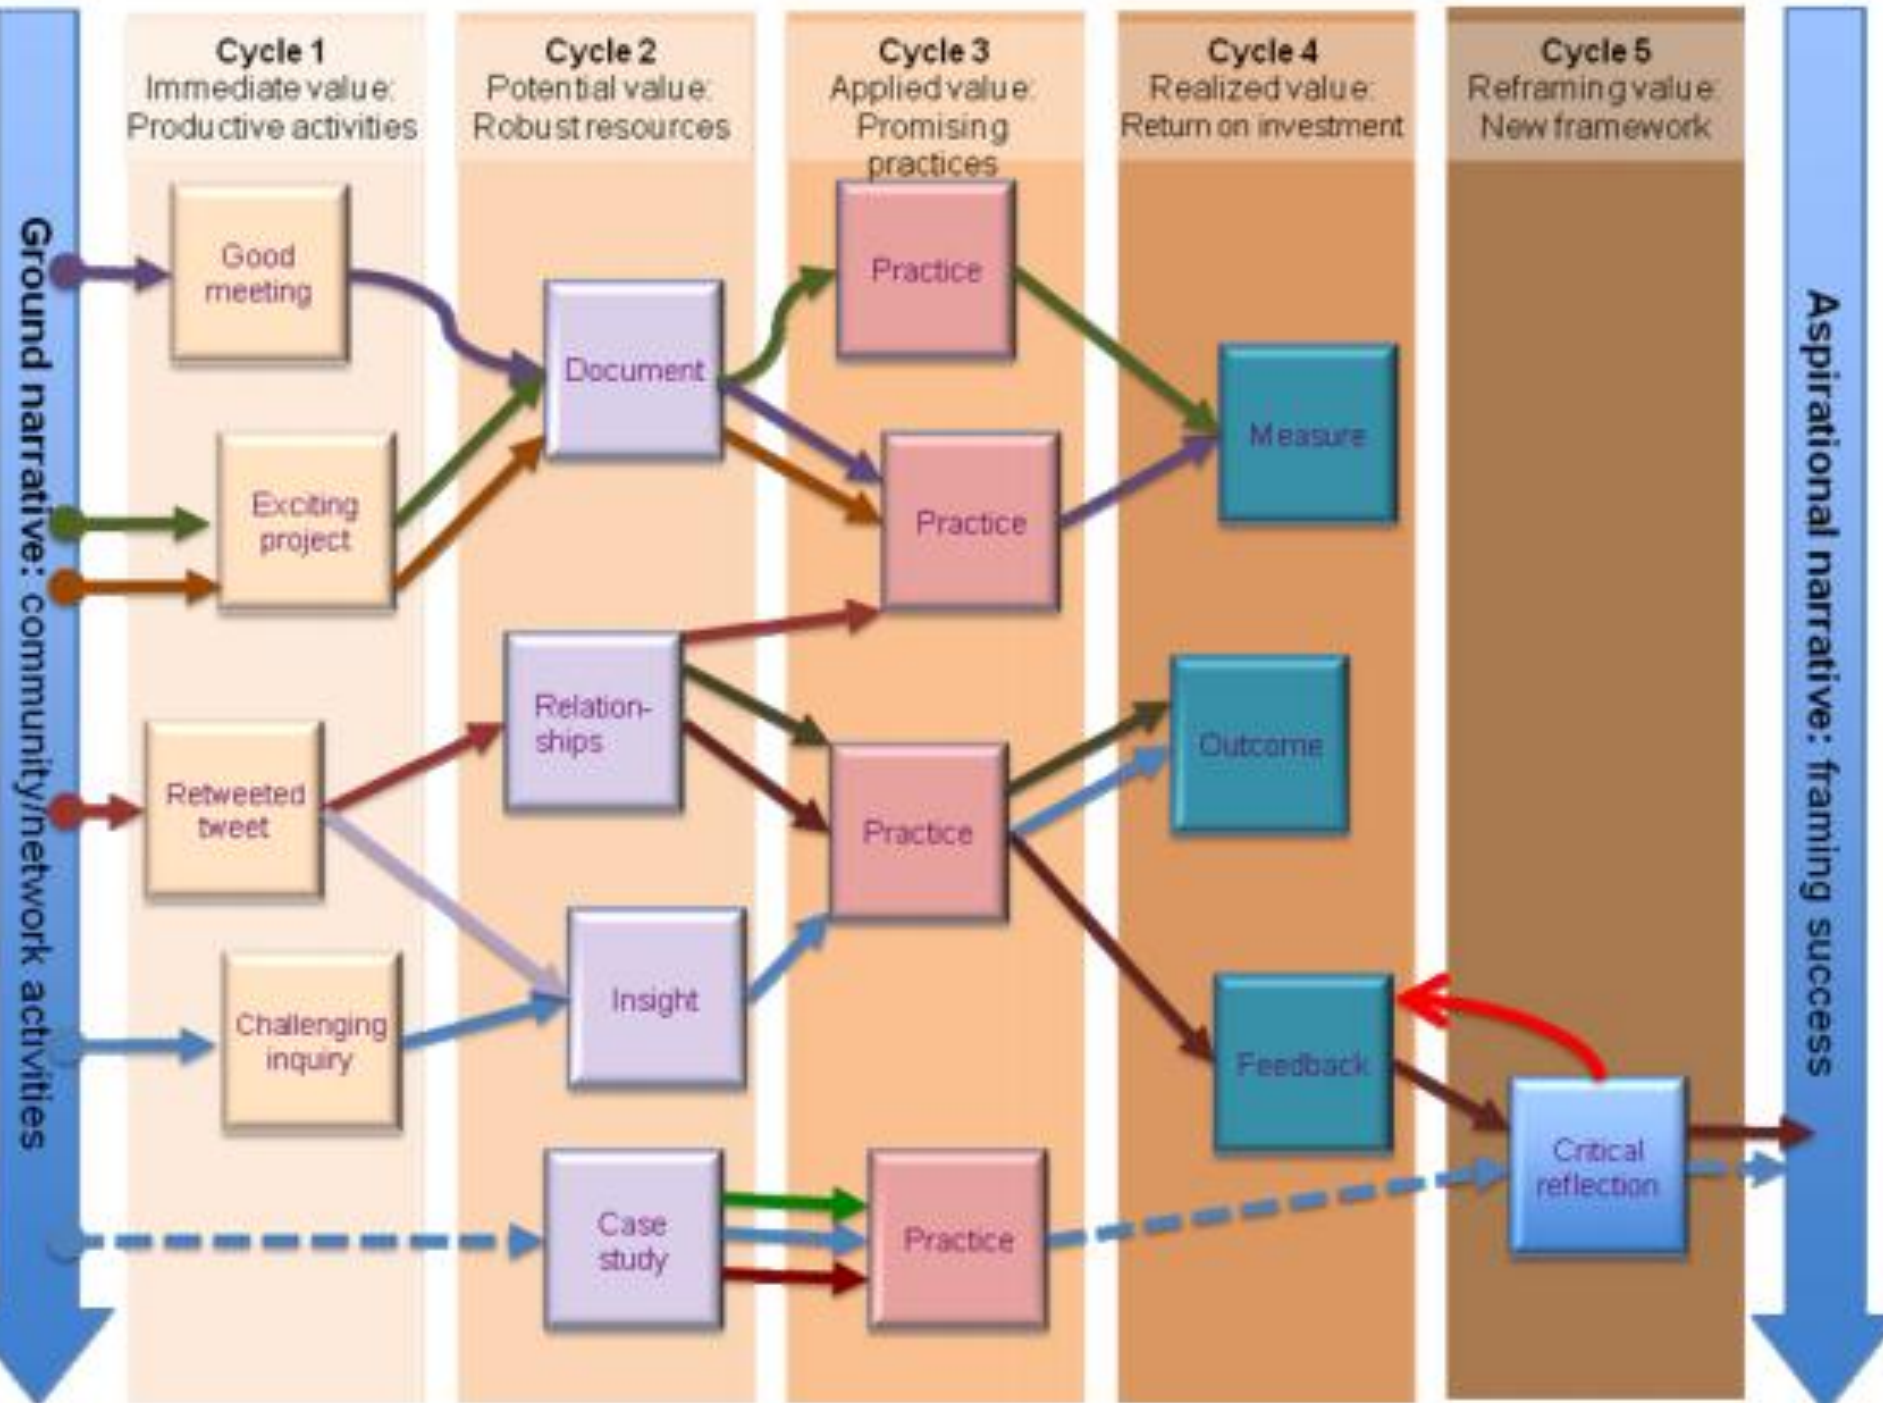 Cycle 1
Immediate value:
Productive activities
Cycle 2
Potential value:
Robust resources
Cycle 3
Applied value:
Promising
practices
Cycle 4
Realized value:
Return on investment
Cycle 5
Reframing value:
New framework
Ground narrative: community/network activities
Good
meeting
Exciting
project
Retweeted
tweet
Challenging
inquiry
Document
Relation-
ships
Insight
Case
study
Practice
Practice
Practice
Practice
Measure
Outcome
Feedback
Critical
reflection
Aspirational narrative: framing success